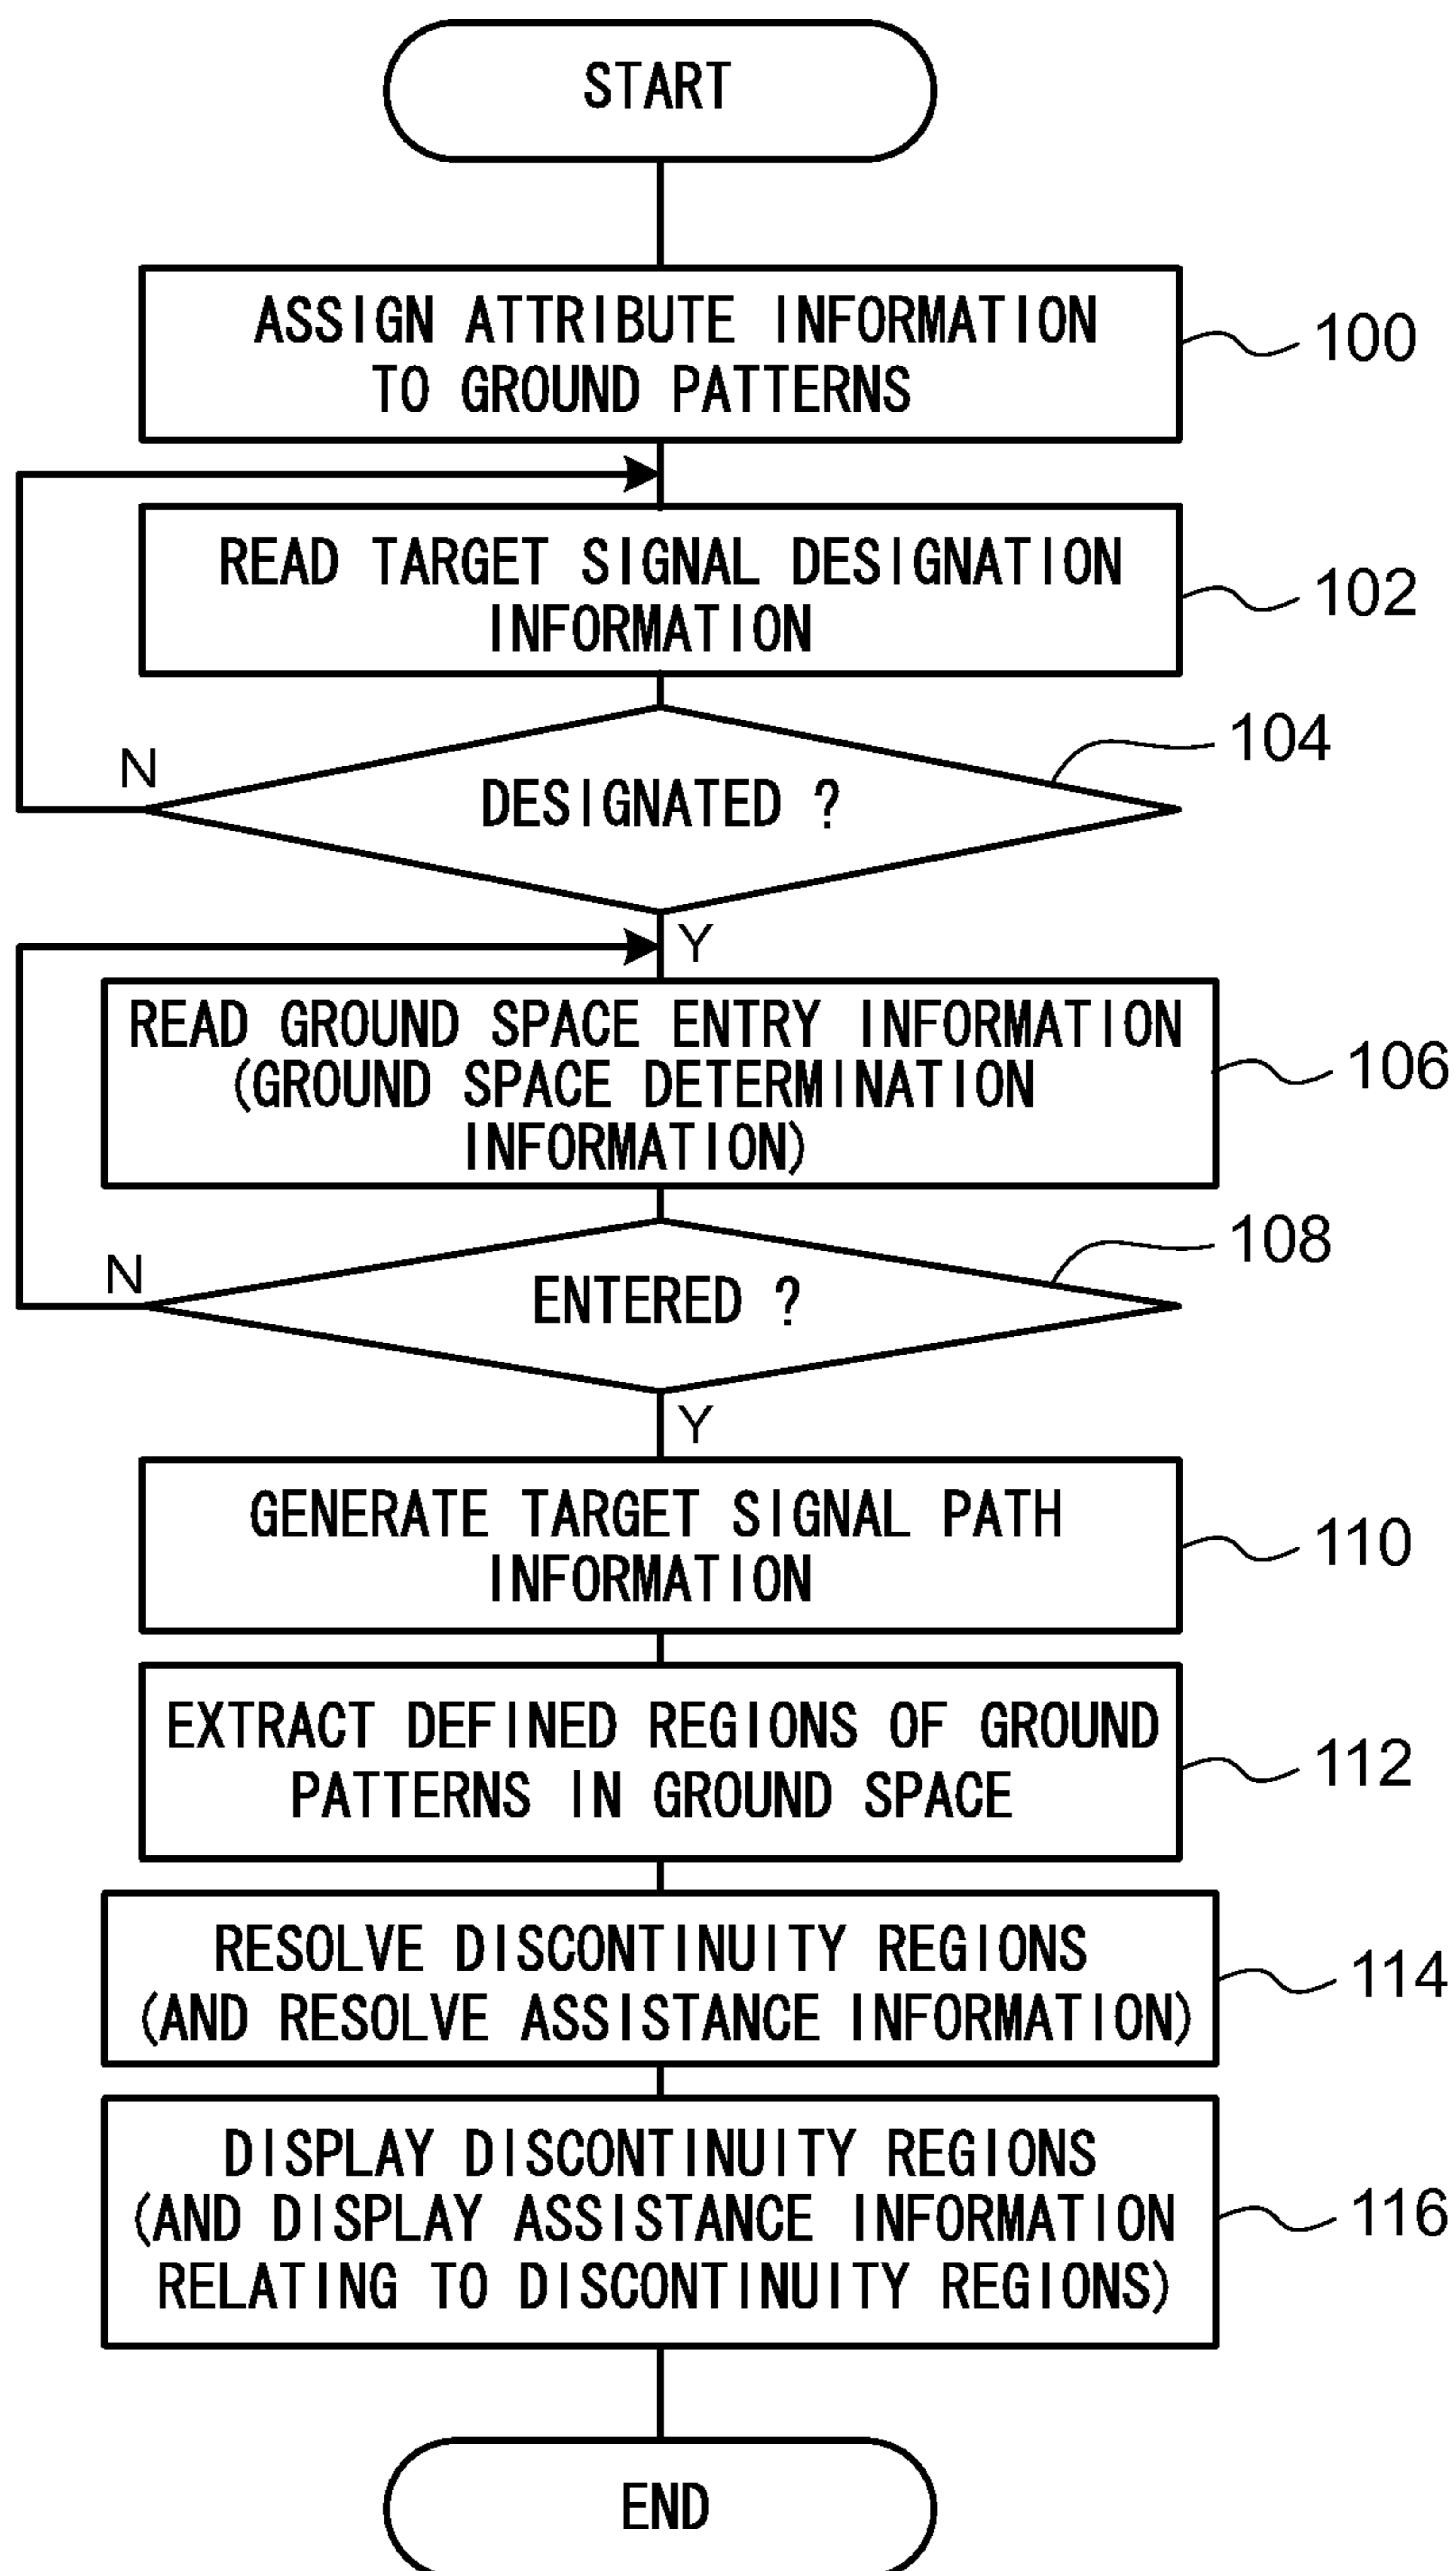 START
ASSIGN ATTRIBUTE INFORMATION
TO GROUND PATTERNS
100
READ TARGET SIGNAL DESIGNATION
INFORMATION
102
N
DESIGNATED ?
104
Y
READ GROUND SPACE ENTRY INFORMATION
(GROUND SPACE DETERMINATION
INFORMATION)
106
N
ENTERED ?
108
Y
GENERATE TARGET SIGNAL PATH
INFORMATION
110
EXTRACT DEFINED REGIONS OF GROUND
PATTERNS IN GROUND SPACE
112
RESOLVE DISCONTINUITY REGIONS
(AND RESOLVE ASSISTANCE INFORMATION)
114
DISPLAY DISCONTINUITY REGIONS
(AND DISPLAY ASSISTANCE INFORMATION
RELATING TO DISCONTINUITY REGIONS)
116
END